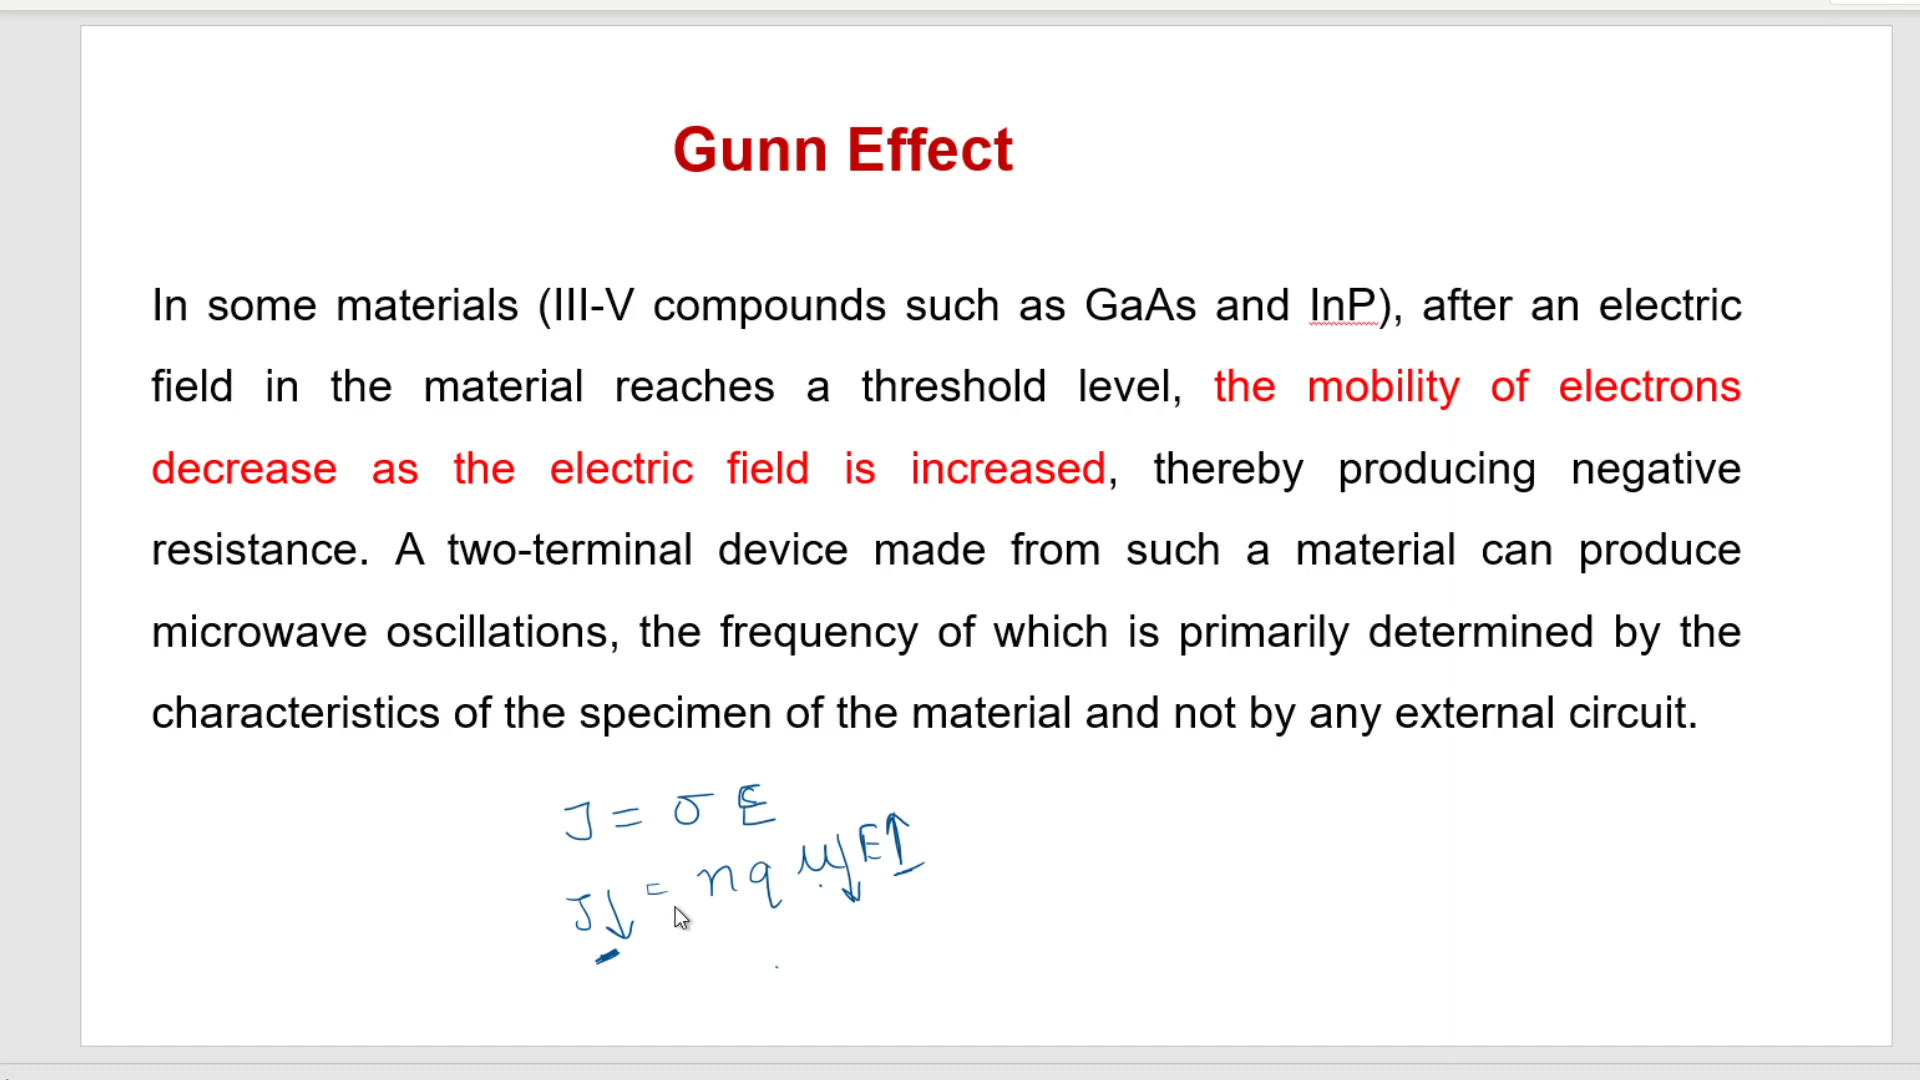 Gunn Effect
In some materials (III-V compounds such as GaAs and InP), after an electric
field in the material reaches a threshold level, the mobility of electrons
decrease as the electric field is increased, thereby producing negative
resistance. A two-terminal device made from such a material can produce
microwave oscillations, the frequency of which is primarily determined by the
characteristics of the specimen of the material and not by any external circuit.
J = σ E
J↓ = nq μ↓E↑